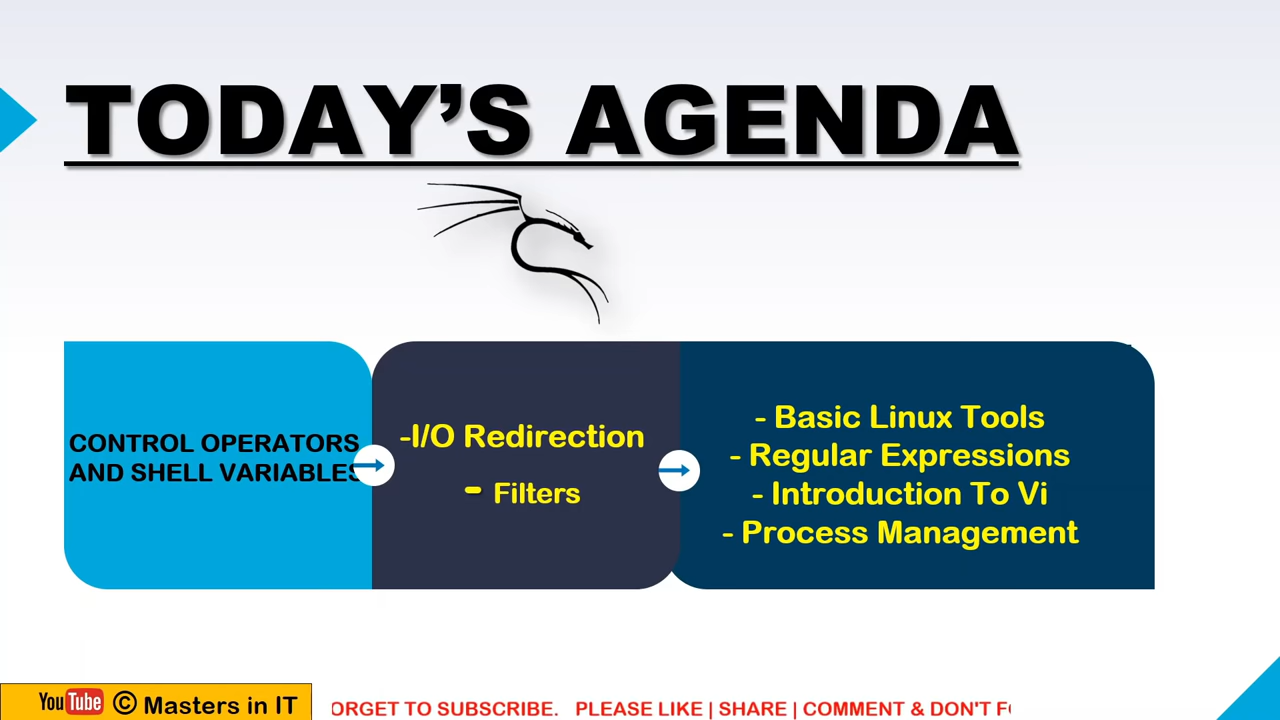 TODAY’S AGENDA
CONTROL OPERATORS
AND SHELL VARIABLES
-I/O Redirection
- Filters
- Basic Linux Tools
- Regular Expressions
- Introduction To Vi
- Process Management
YouTube © Masters in IT
ORGET TO SUBSCRIBE. PLEASE LIKE | SHARE | COMMENT & DON'T F